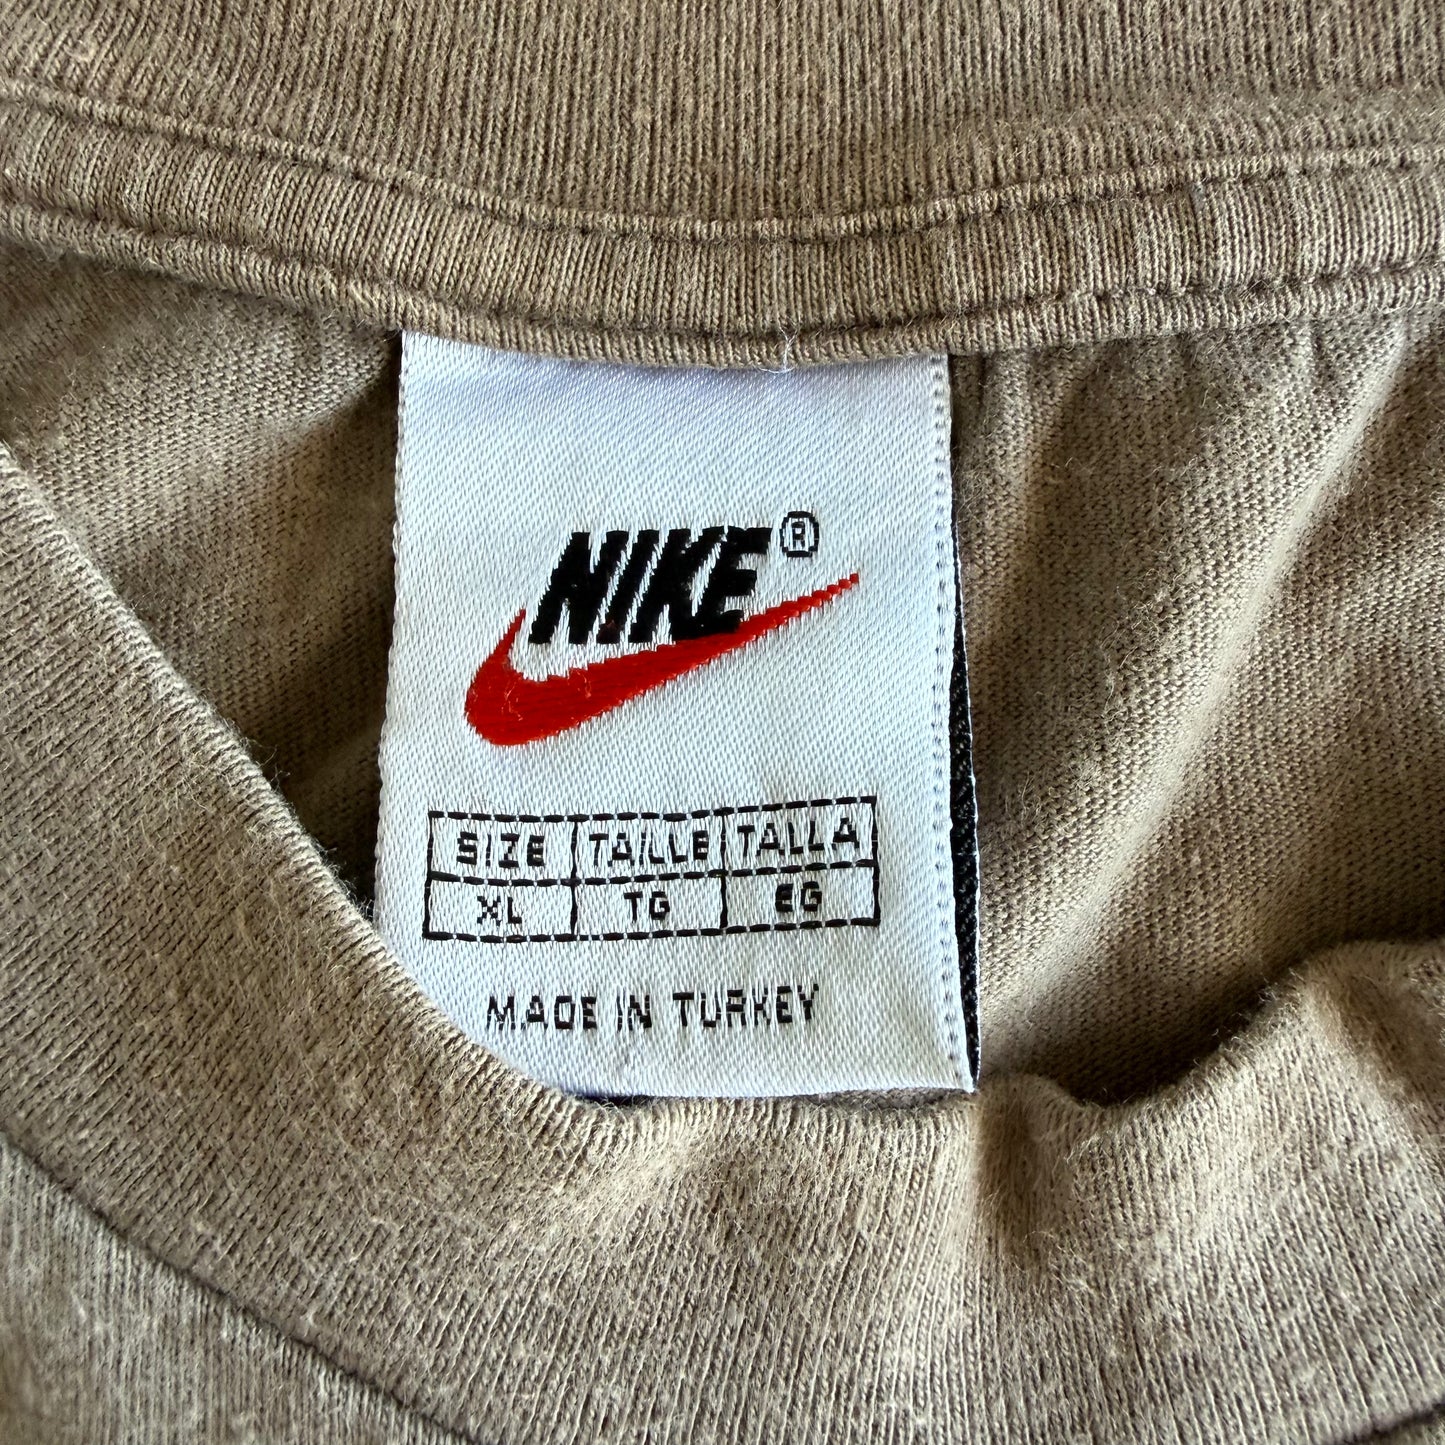 NIKE®
SIZE TAILLE TALLA
XL TG EG
MADE IN TURKEY